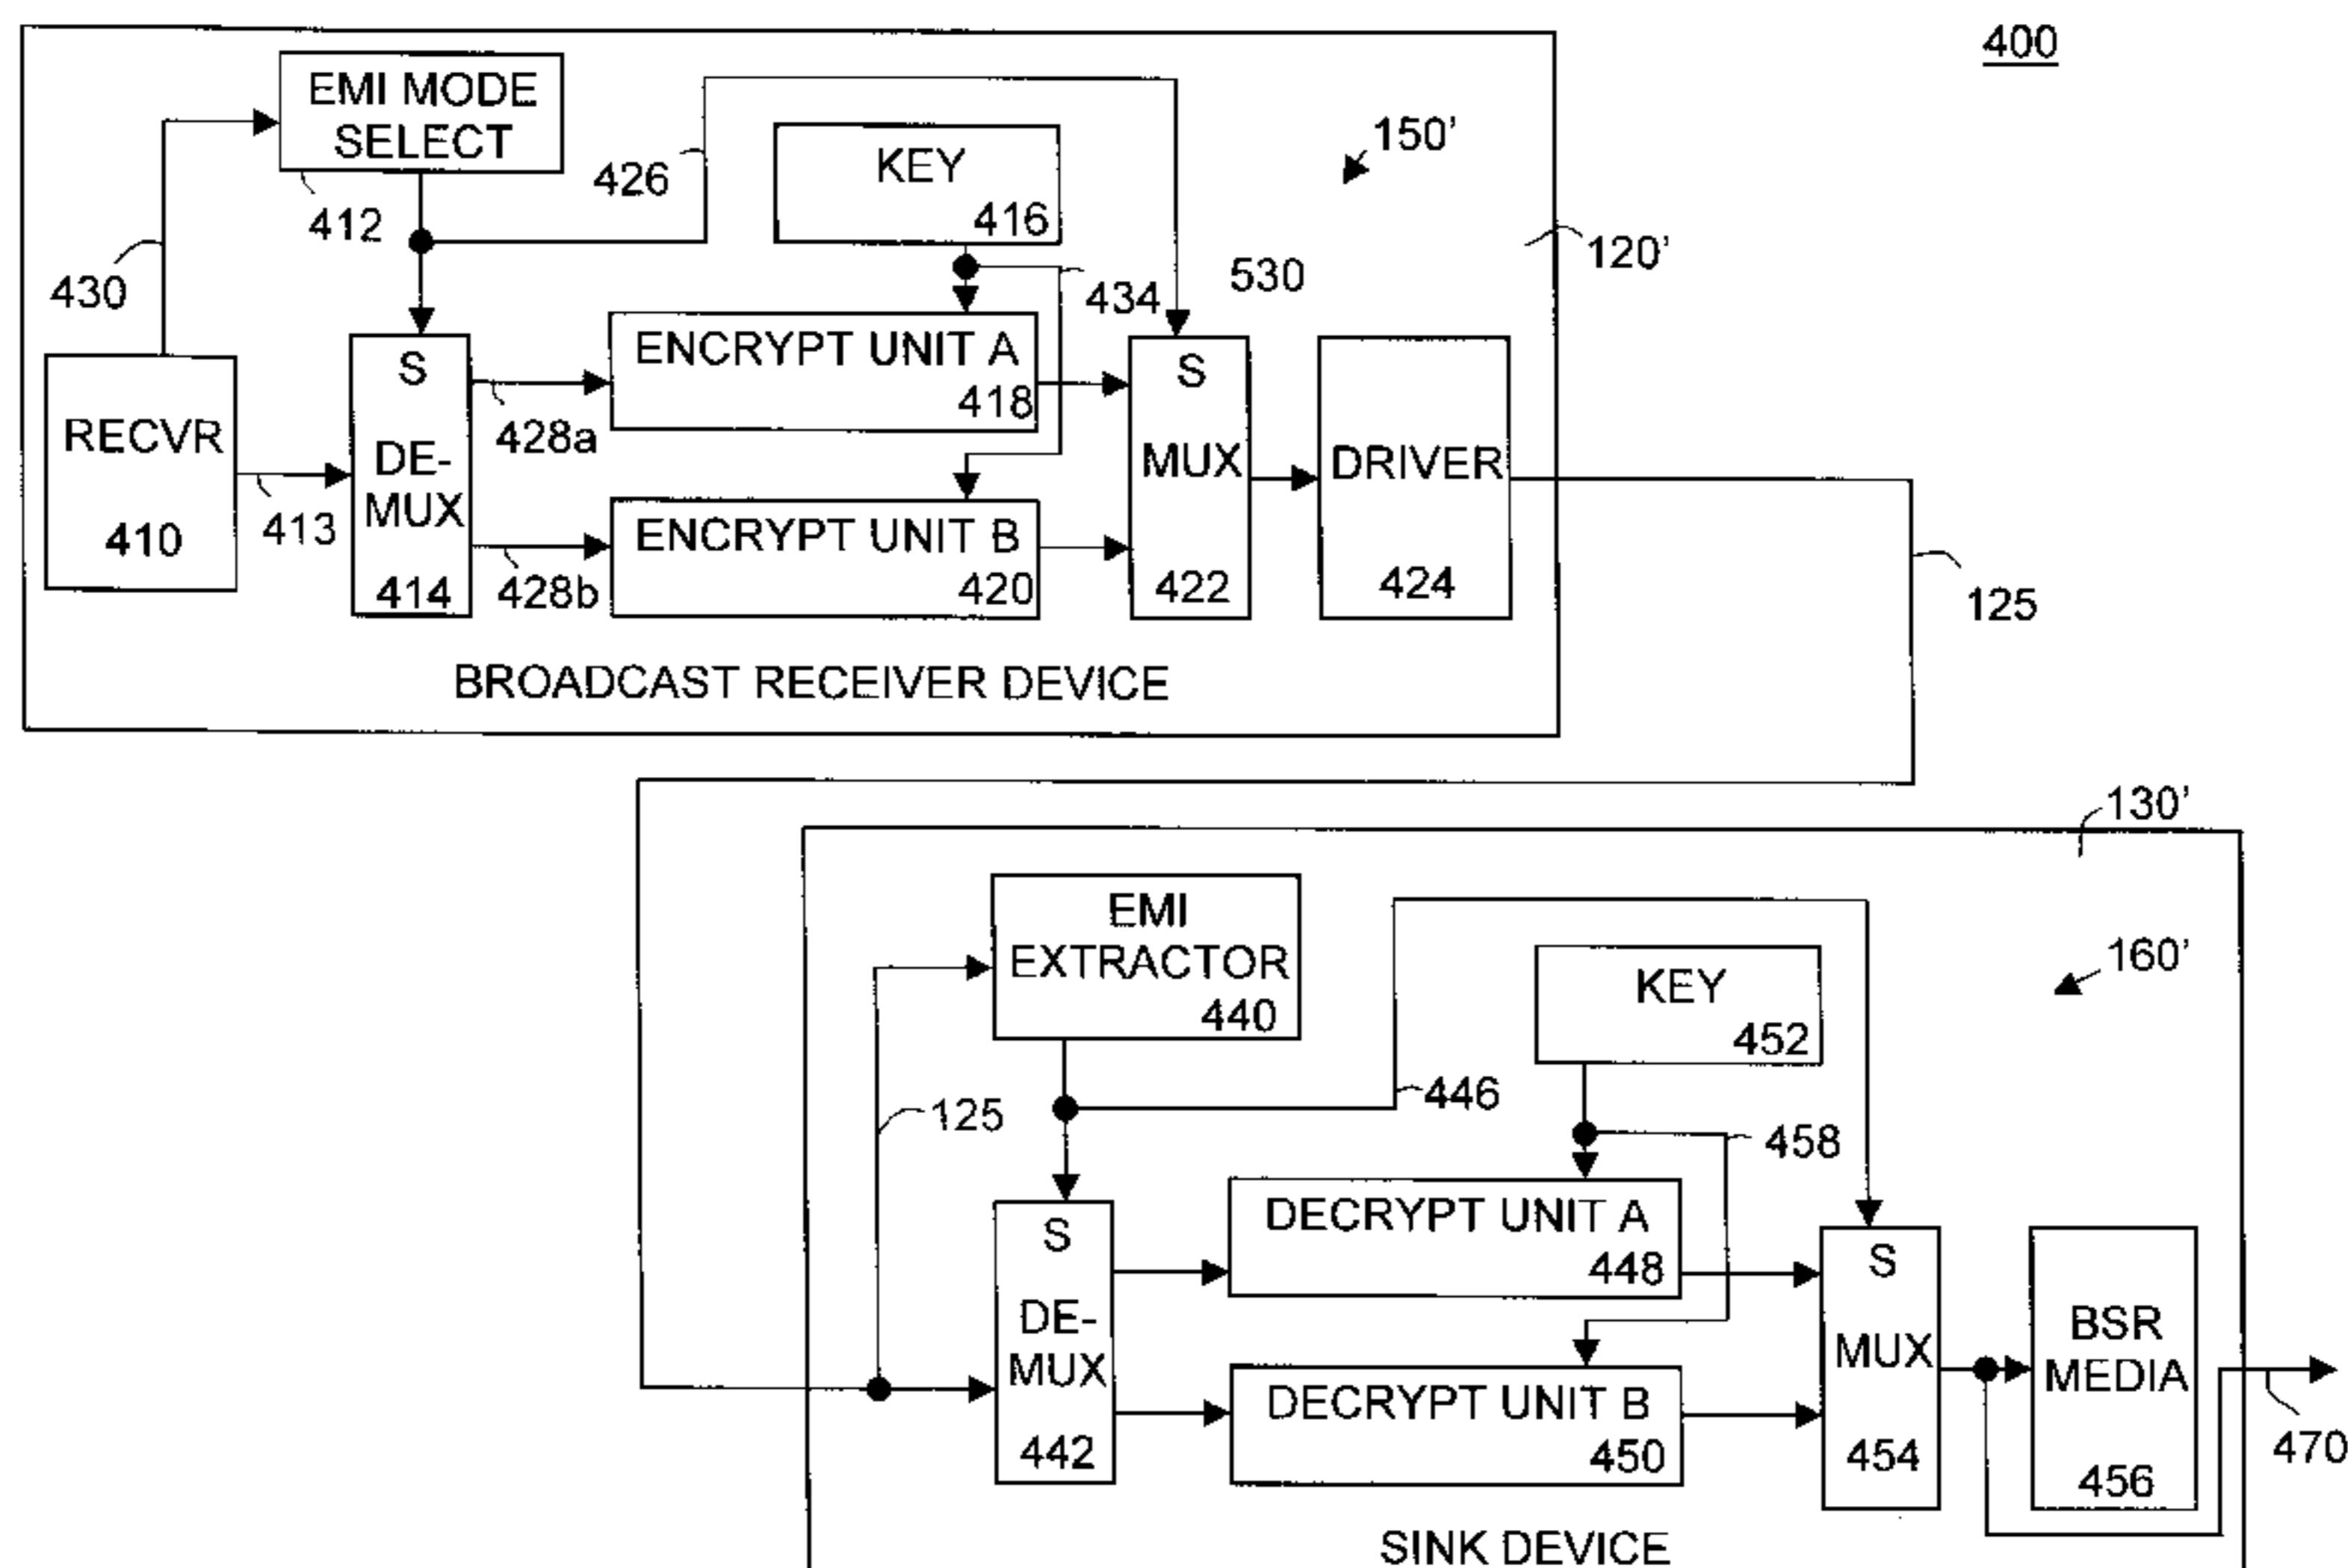 400
EMI MODE
SELECT
412
426
KEY
416
150'
120'
430
434
530
RECVR
410
413
S
DE-
MUX
414
428a
428b
ENCRYPT UNIT A
418
ENCRYPT UNIT B
420
S
MUX
422
DRIVER
424
125
BROADCAST RECEIVER DEVICE
130'
EMI
EXTRACTOR
440
KEY
452
160'
125
446
458
S
DE-
MUX
442
DECRYPT UNIT A
448
DECRYPT UNIT B
450
S
MUX
454
BSR
MEDIA
456
470
SINK DEVICE